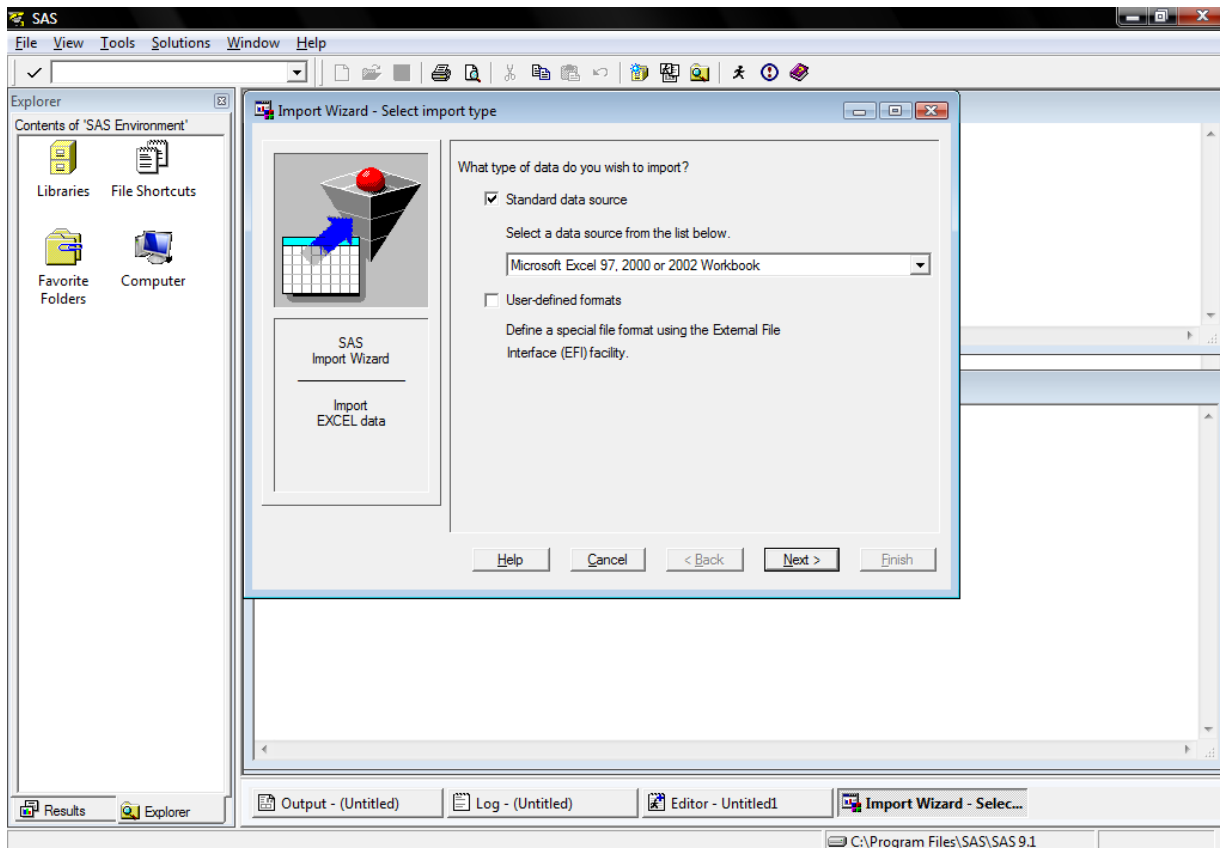 SAS
File View Tools Solutions Window Help
Explorer
Contents of 'SAS Environment'
Libraries
File Shortcuts
Favorite
Folders
Computer
Import Wizard - Select import type
SAS
Import Wizard
Import
EXCEL data
What type of data do you wish to import?
Standard data source
Select a data source from the list below.
Microsoft Excel 97, 2000 or 2002 Workbook
User-defined formats
Define a special file format using the External File
Interface (EFI) facility.
Help Cancel < Back Next > Finish
Results Explorer
Output - (Untitled) Log - (Untitled) Editor - Untitled1 Import Wizard - Selec...
C:\Program Files\SAS\SAS 9.1